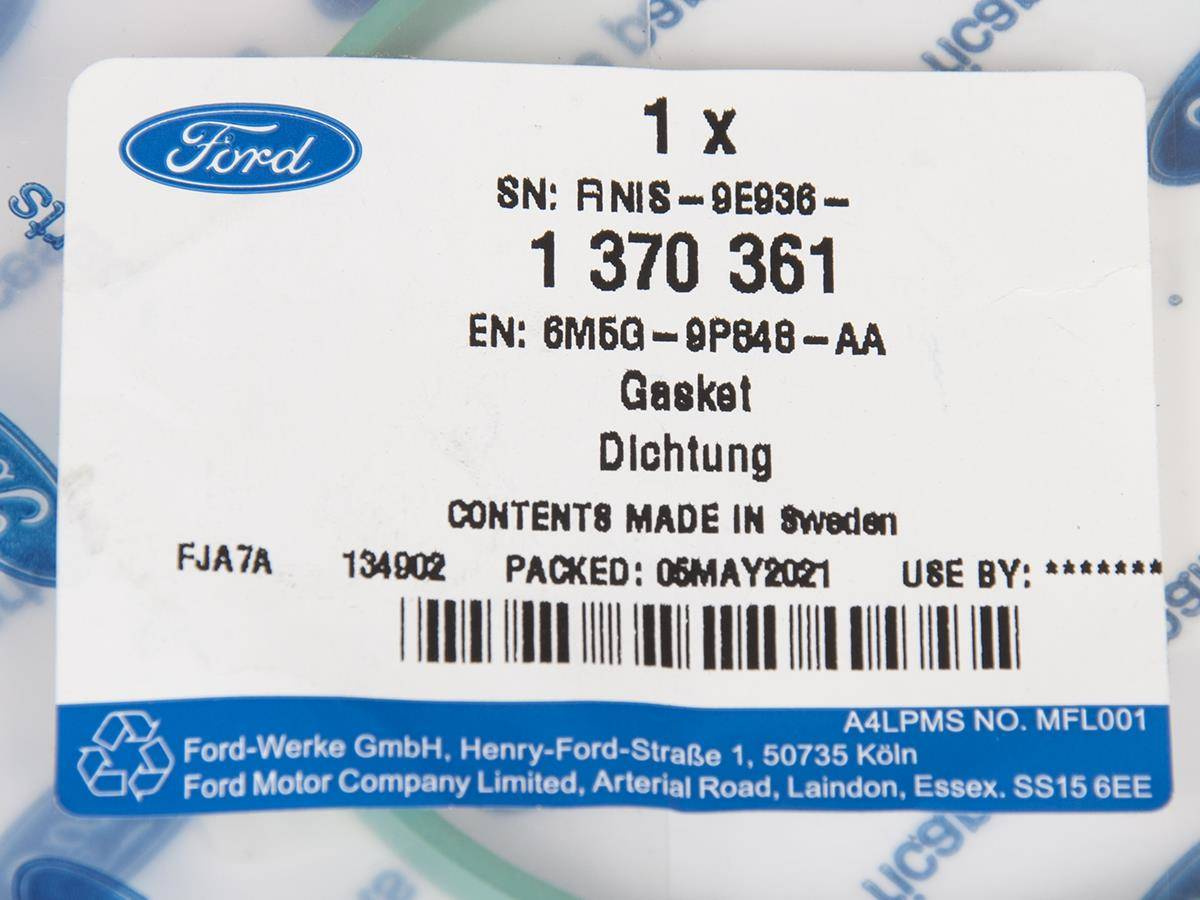 Ford
1 x
SN: FINIS-9E936-
1 370 361
EN: 6M5G-9P648-AA
Gasket
Dichtung
CONTENTS MADE IN Sweden
FJA7A 134902 PACKED: 05MAY2021 USE BY: *******
A4LPMS NO. MFL001
Ford-Werke GmbH, Henry-Ford-Straße 1, 50735 Köln
Ford Motor Company Limited, Arterial Road, Laindon, Essex. SS15 6EE